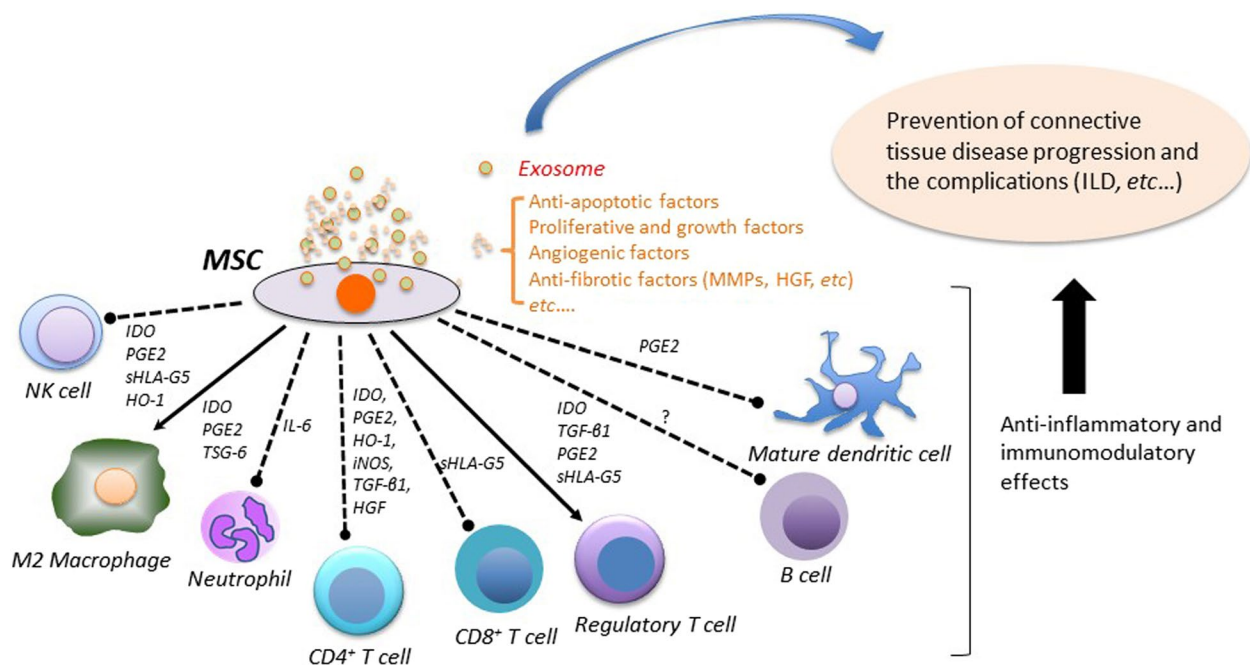 Prevention of connective
tissue disease progression and
the complications (ILD, etc...)
Exosome
Anti-apoptotic factors
Proliferative and growth factors
Angiogenic factors
Anti-fibrotic factors (MMPs, HGF, etc)
etc....
MSC
NK cell
IDO
PGE2
sHLA-G5
HO-1
M2 Macrophage
IDO
PGE2
TSG-6
Neutrophil
IL-6
CD4⁺ T cell
IDO,
PGE2,
HO-1,
iNOS,
TGF-β1,
HGF
CD8⁺ T cell
sHLA-G5
Regulatory T cell
IDO
TGF-β1
PGE2
sHLA-G5
B cell
?
Mature dendritic cell
PGE2
Anti-inflammatory and
immunomodulatory
effects